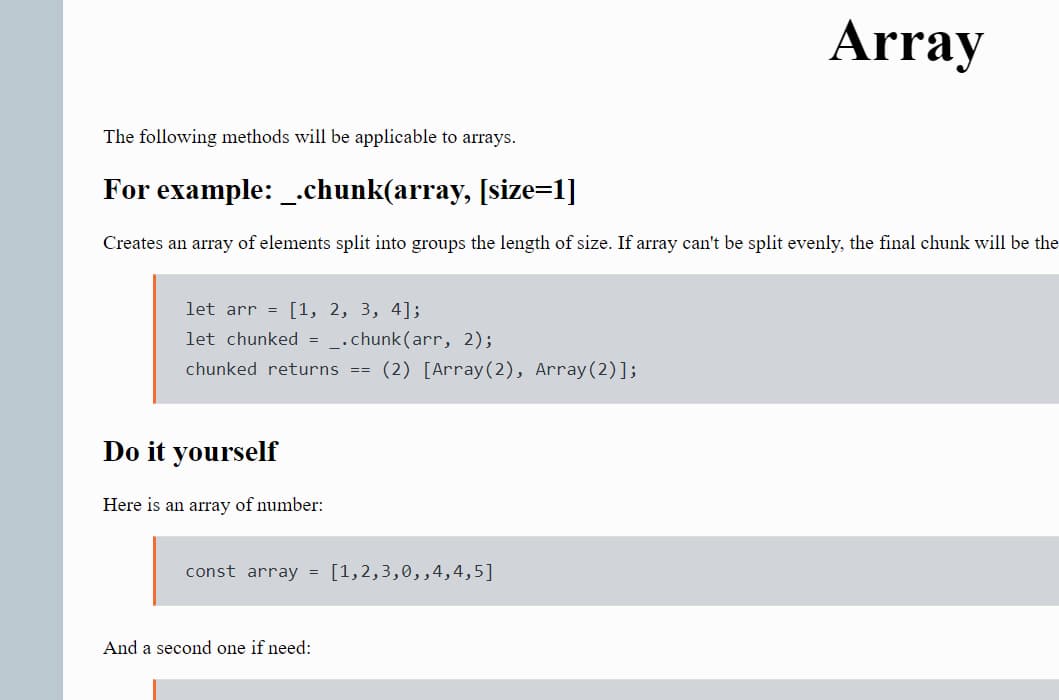 Array
The following methods will be applicable to arrays.
For example: _.chunk(array, [size=1]
Creates an array of elements split into groups the length of size. If array can't be split evenly, the final chunk will be the
let arr = [1, 2, 3, 4];
let chunked = _.chunk(arr, 2);
chunked returns == (2) [Array(2), Array(2)];
Do it yourself
Here is an array of number:
const array = [1,2,3,0,,4,4,5]
And a second one if need: